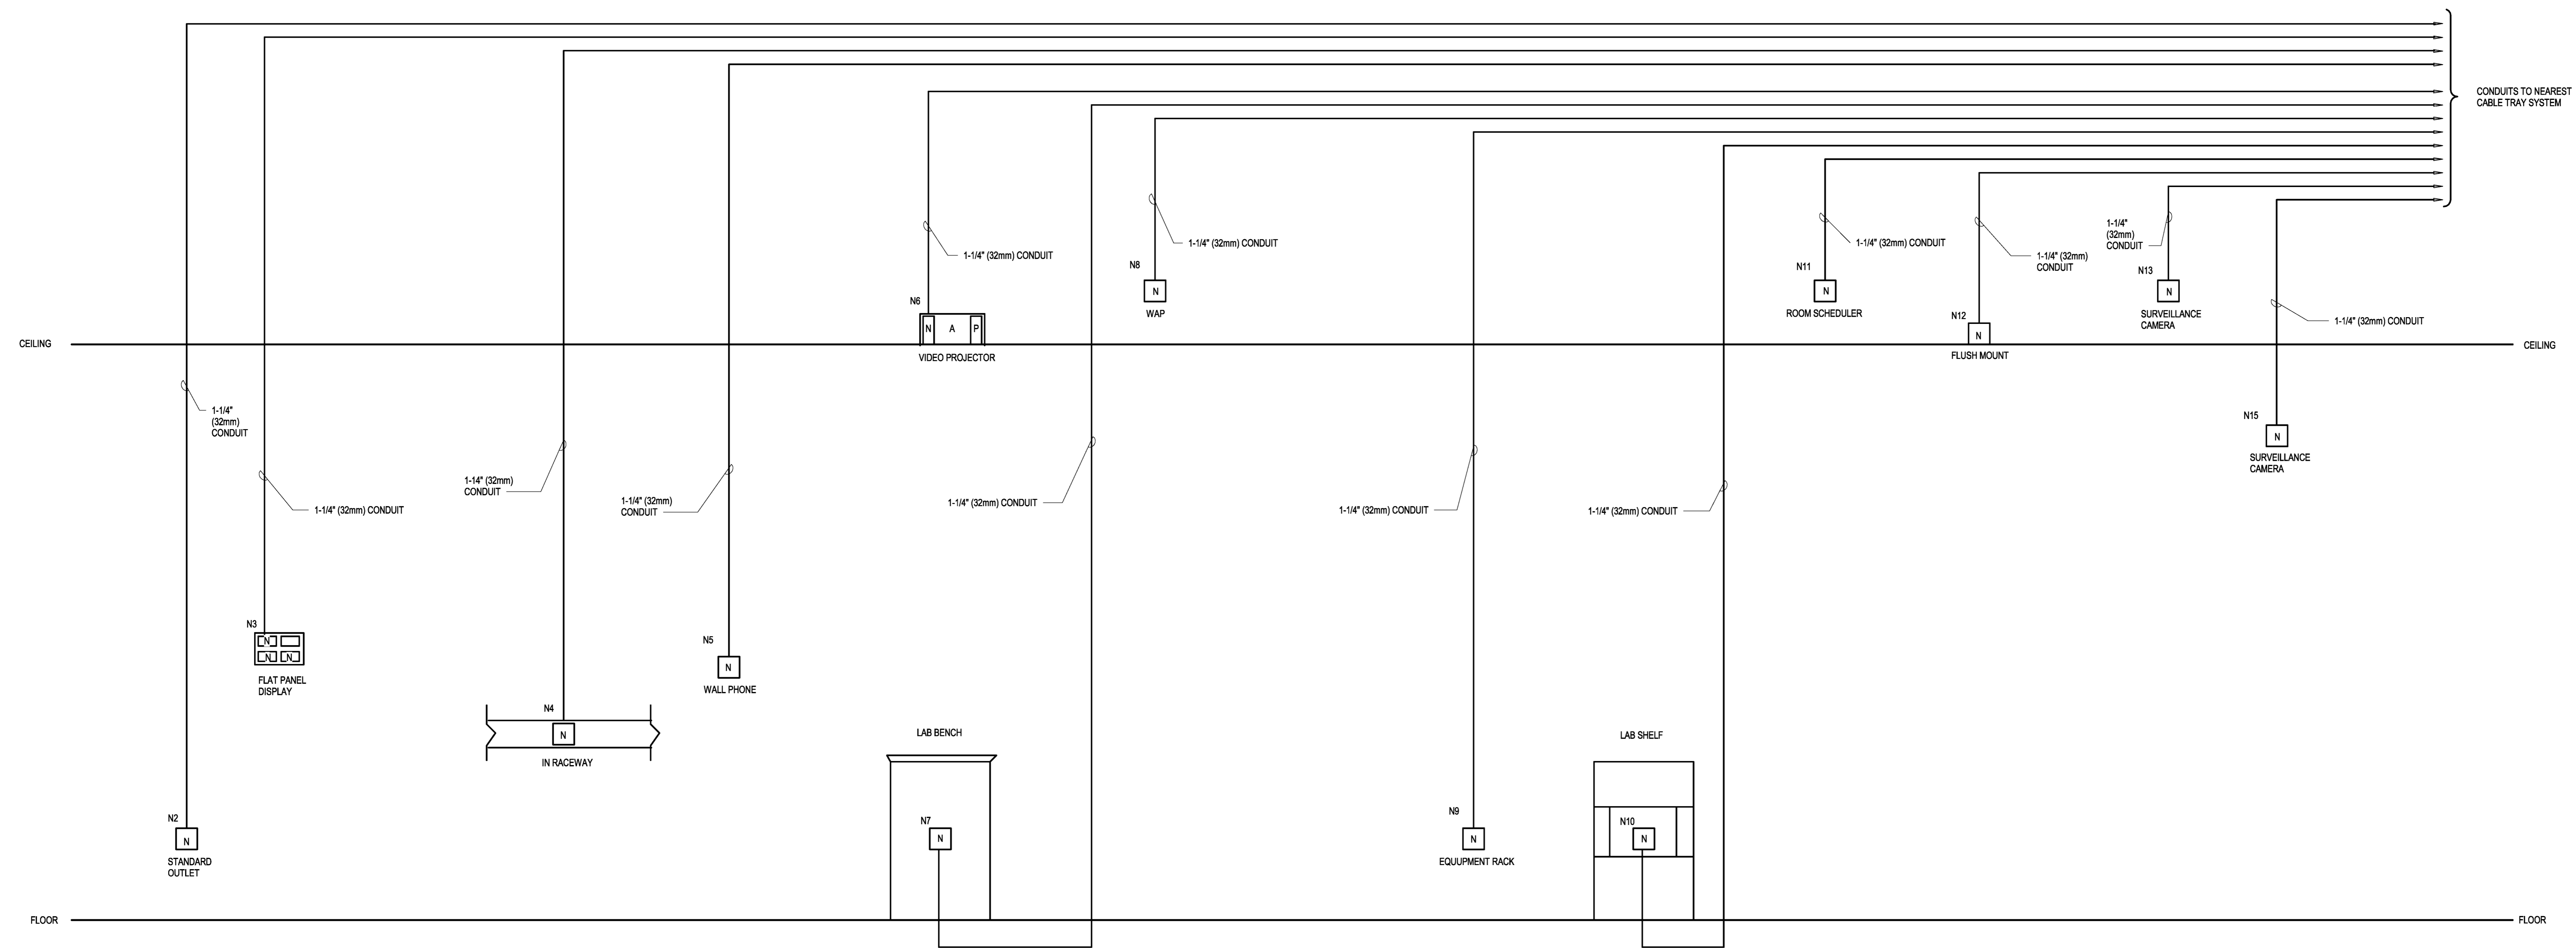 CONDUITS TO NEAREST
CABLE TRAY SYSTEM
1-1/4" (32mm) CONDUIT
1-1/4" (32mm) CONDUIT
1-1/4" (32mm) CONDUIT
1-1/4" (32mm)
CONDUIT
1-1/4"
(32mm)
CONDUIT
N8
N
WAP
N11
N
ROOM SCHEDULER
N13
N
SURVEILLANCE
CAMERA
N6
N A P
VIDEO PROJECTOR
N12
N
FLUSH MOUNT
1-1/4" (32mm) CONDUIT
CEILING
CEILING
1-1/4"
(32mm)
CONDUIT
N15
N
SURVEILLANCE
CAMERA
1-1/4" (32mm) CONDUIT
1-14" (32mm)
CONDUIT
1-1/4" (32mm)
CONDUIT
1-1/4" (32mm) CONDUIT
1-1/4" (32mm) CONDUIT
1-1/4" (32mm) CONDUIT
N3
N
N N
FLAT PANEL
DISPLAY
N5
N
WALL PHONE
N4
N
IN RACEWAY
LAB BENCH
LAB SHELF
N2
N
STANDARD
OUTLET
N7
N
N9
N
EQUUPMENT RACK
N10
N
FLOOR
FLOOR